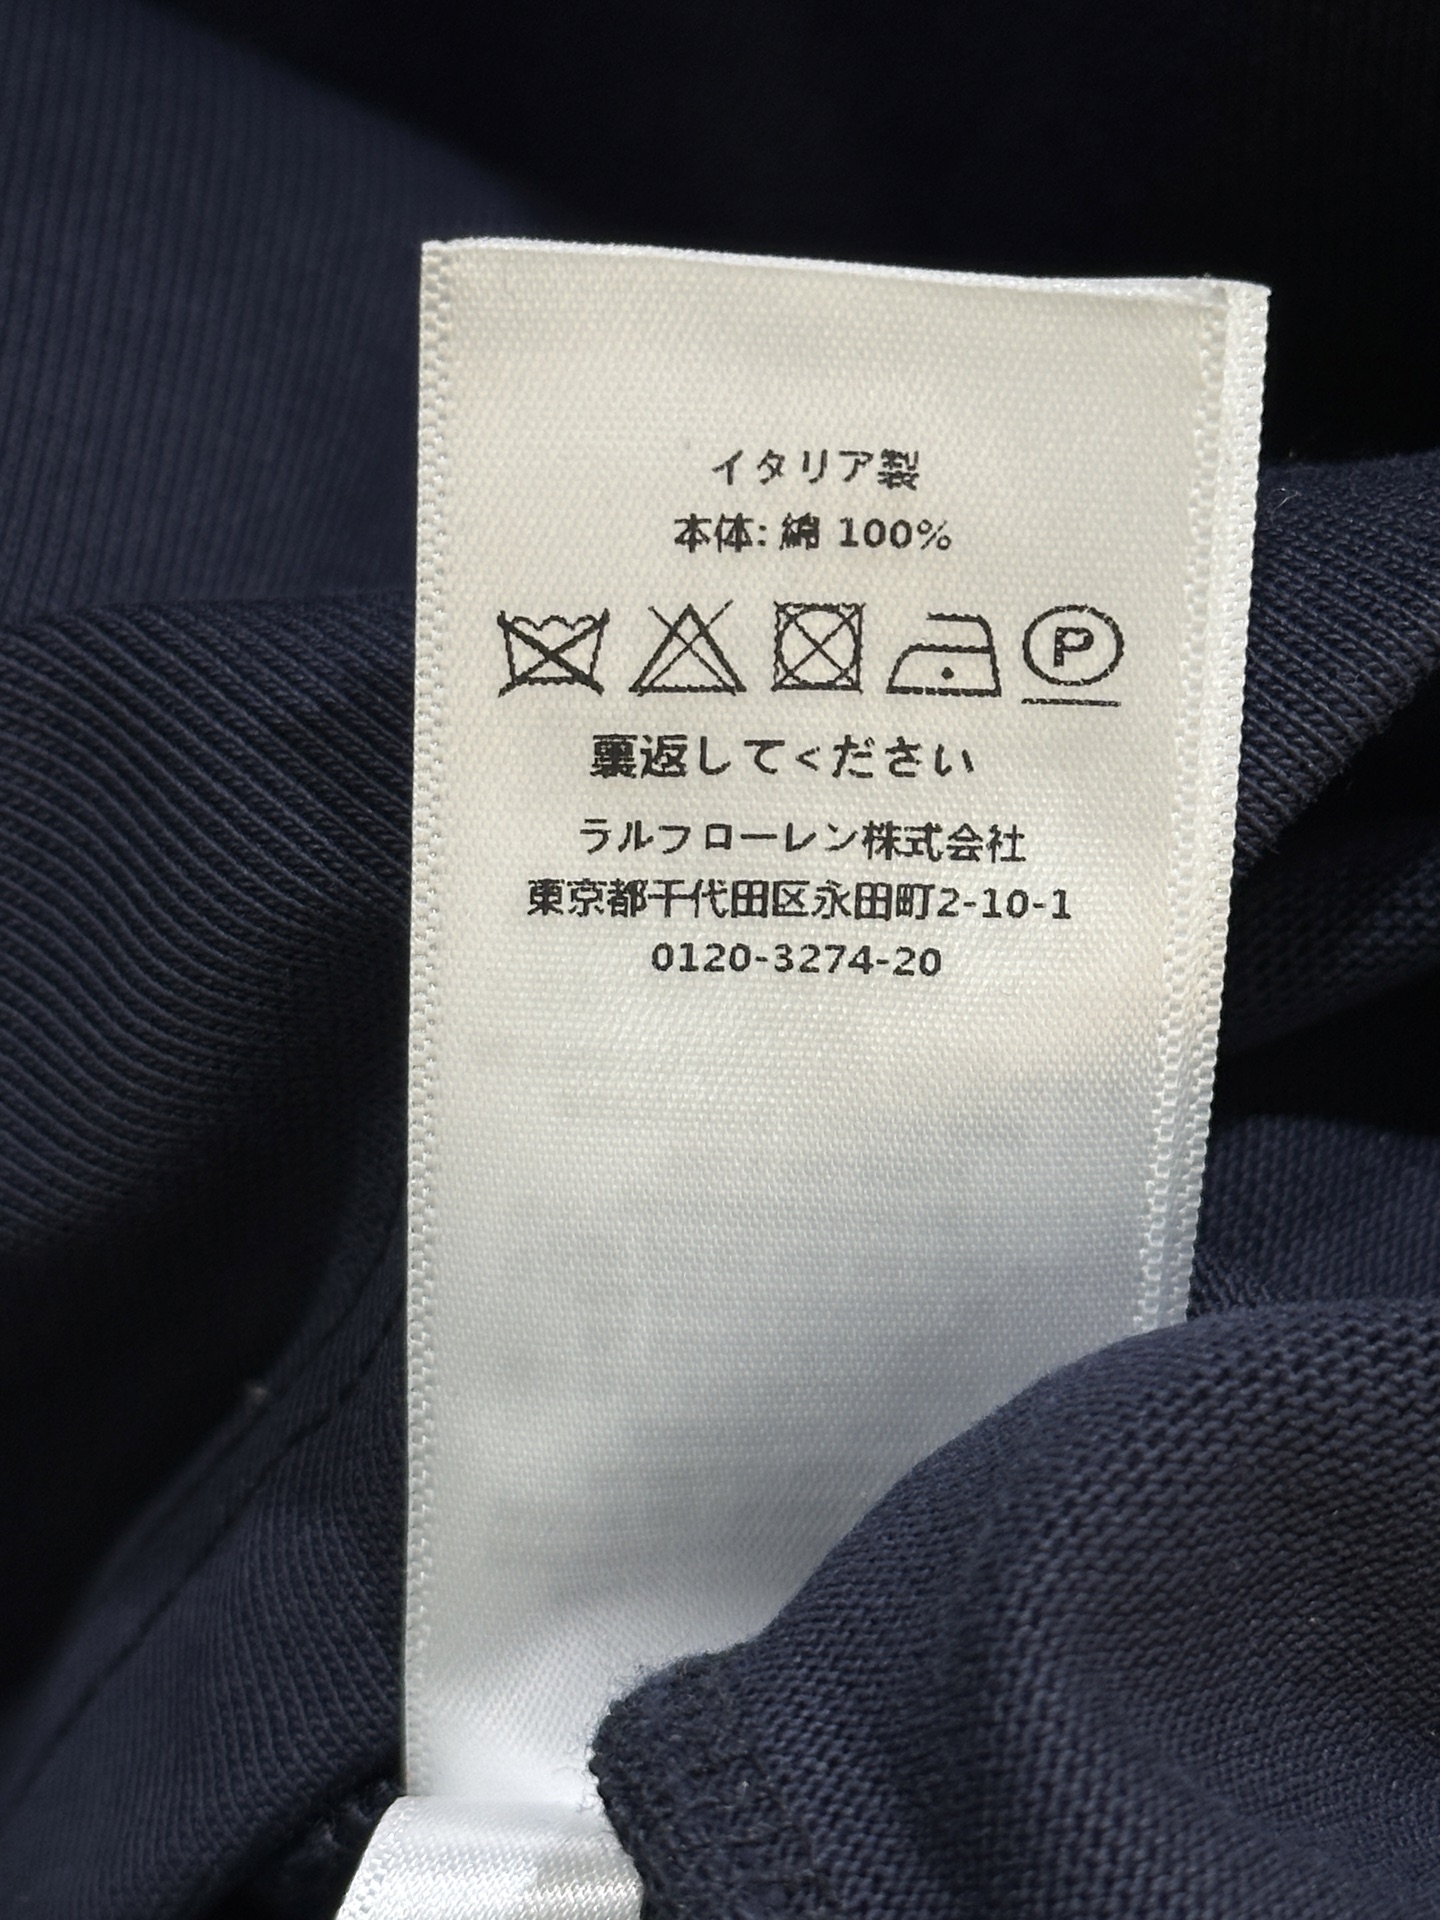 イタリア製
本体: 綿 100%
P
裏返してください
ラルフローレン株式会社
東京都千代田区永田町2-10-1
0120-3274-20